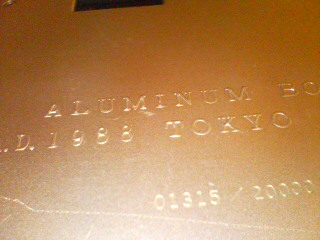 ALUMINUM BO
A.D. 1988 TOKYO
01315 / 20000